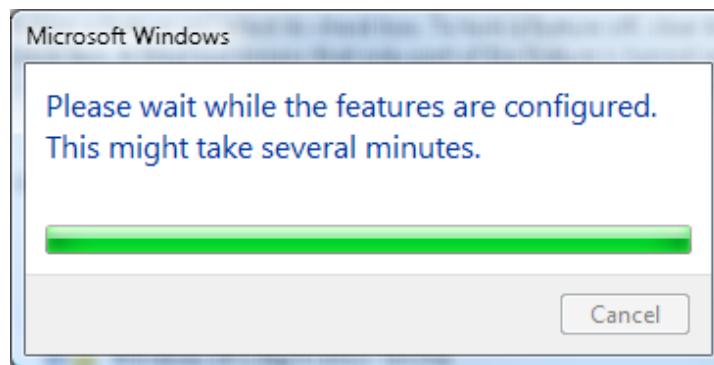 Microsoft Windows
Please wait while the features are configured.
This might take several minutes.
Cancel